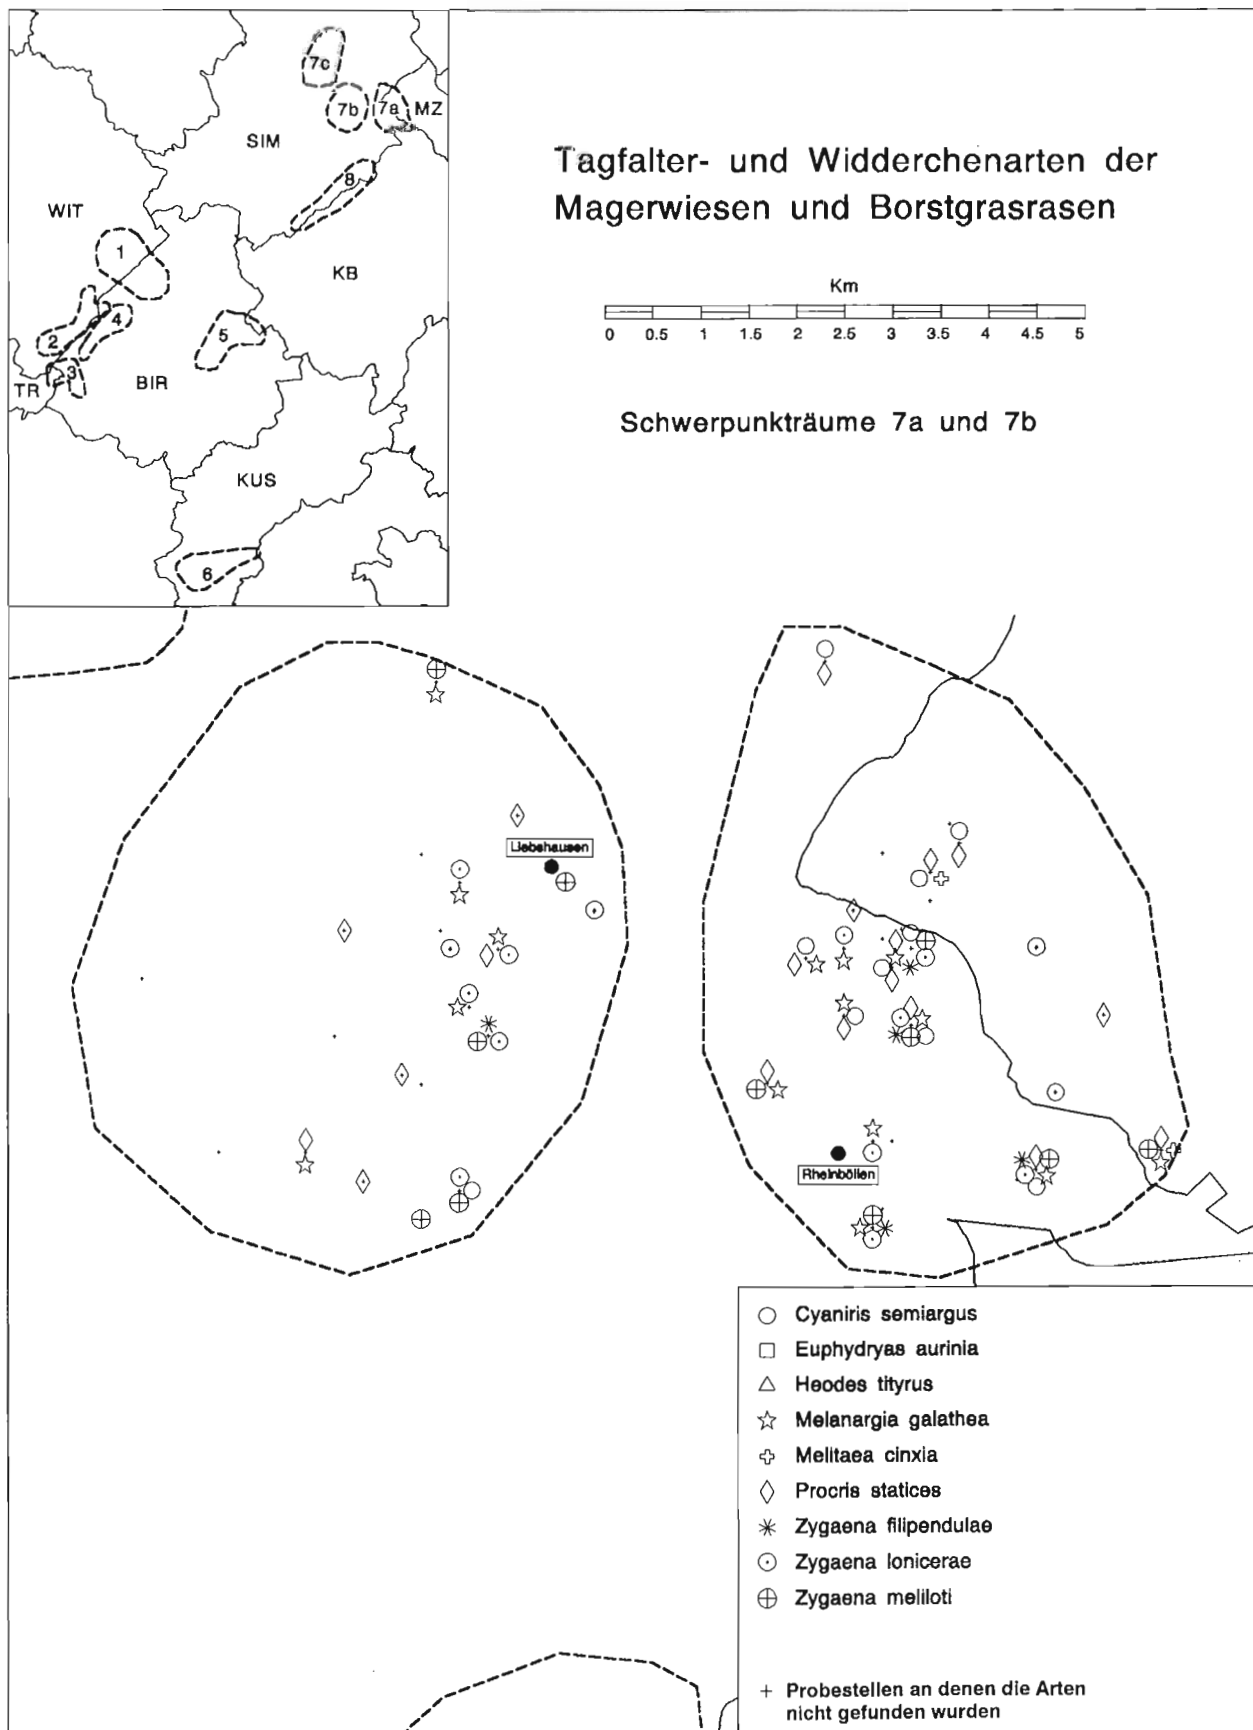 7c
7b
7a
MZ
SIM
8
WIT
1
KB
4
2
5
3
TR
BIR
KUS
6
Tagfalter- und Widderchenarten der
Magerwiesen und Borstgrasrasen
Km
0 0.5 1 1.5 2 2.5 3 3.5 4 4.5 5
Schwerpunkträume 7a und 7b
Liebshausen
Rheinböllen
Cyaniris semiargus
Euphydryas aurinia
Heodes tityrus
Melanargia galathea
Melitaea cinxia
Procris statices
Zygaena filipendulae
Zygaena lonicerae
Zygaena meliloti
+ Probestellen an denen die Arten
nicht gefunden wurden